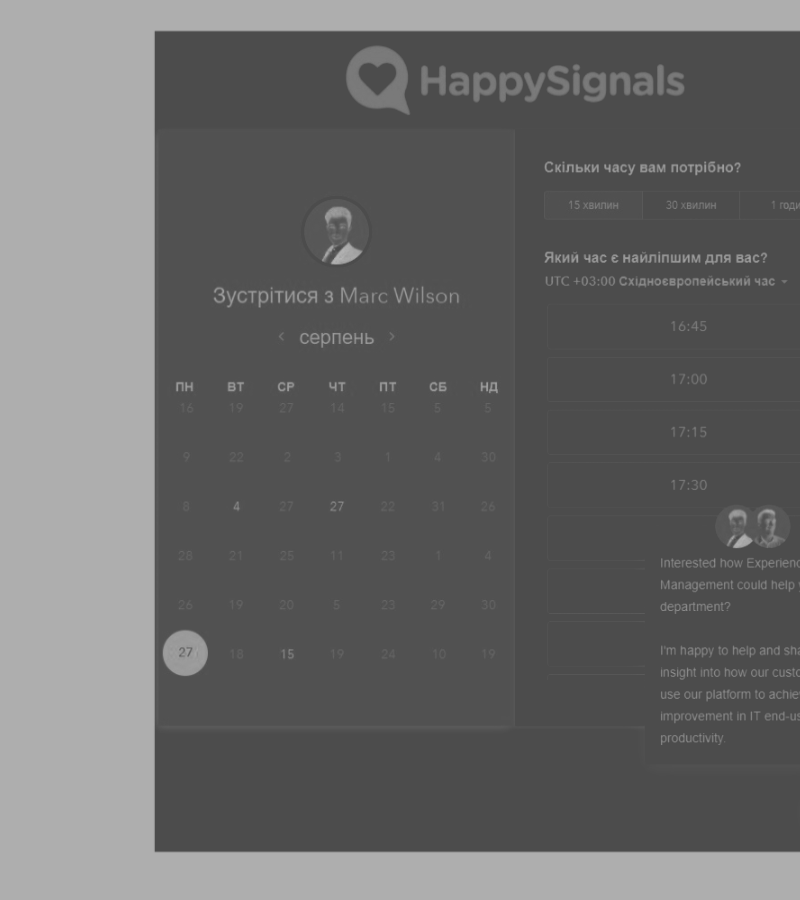 HappySignals
Зустрітися з Marc Wilson
серпень
ПН ВТ СР ЧТ ПТ СБ НД
16 19 27 14 15 5 5
9 22 2 3 1 4 30
8 4 27 27 22 31 26
28 21 25 11 23 1 4
26 19 20 5 23 29 30
27 18 15 19 24 10 19
Скільки часу вам потрібно?
15 хвилин 30 хвилин 1 годи
Який час є найліпшим для вас?
UTC +03:00 Східноєвропейський час
16:45
17:00
17:15
17:30
Interested how Experienc
Management could help y
department?
I'm happy to help and sha
insight into how our custo
use our platform to achie
improvement in IT end-us
productivity.